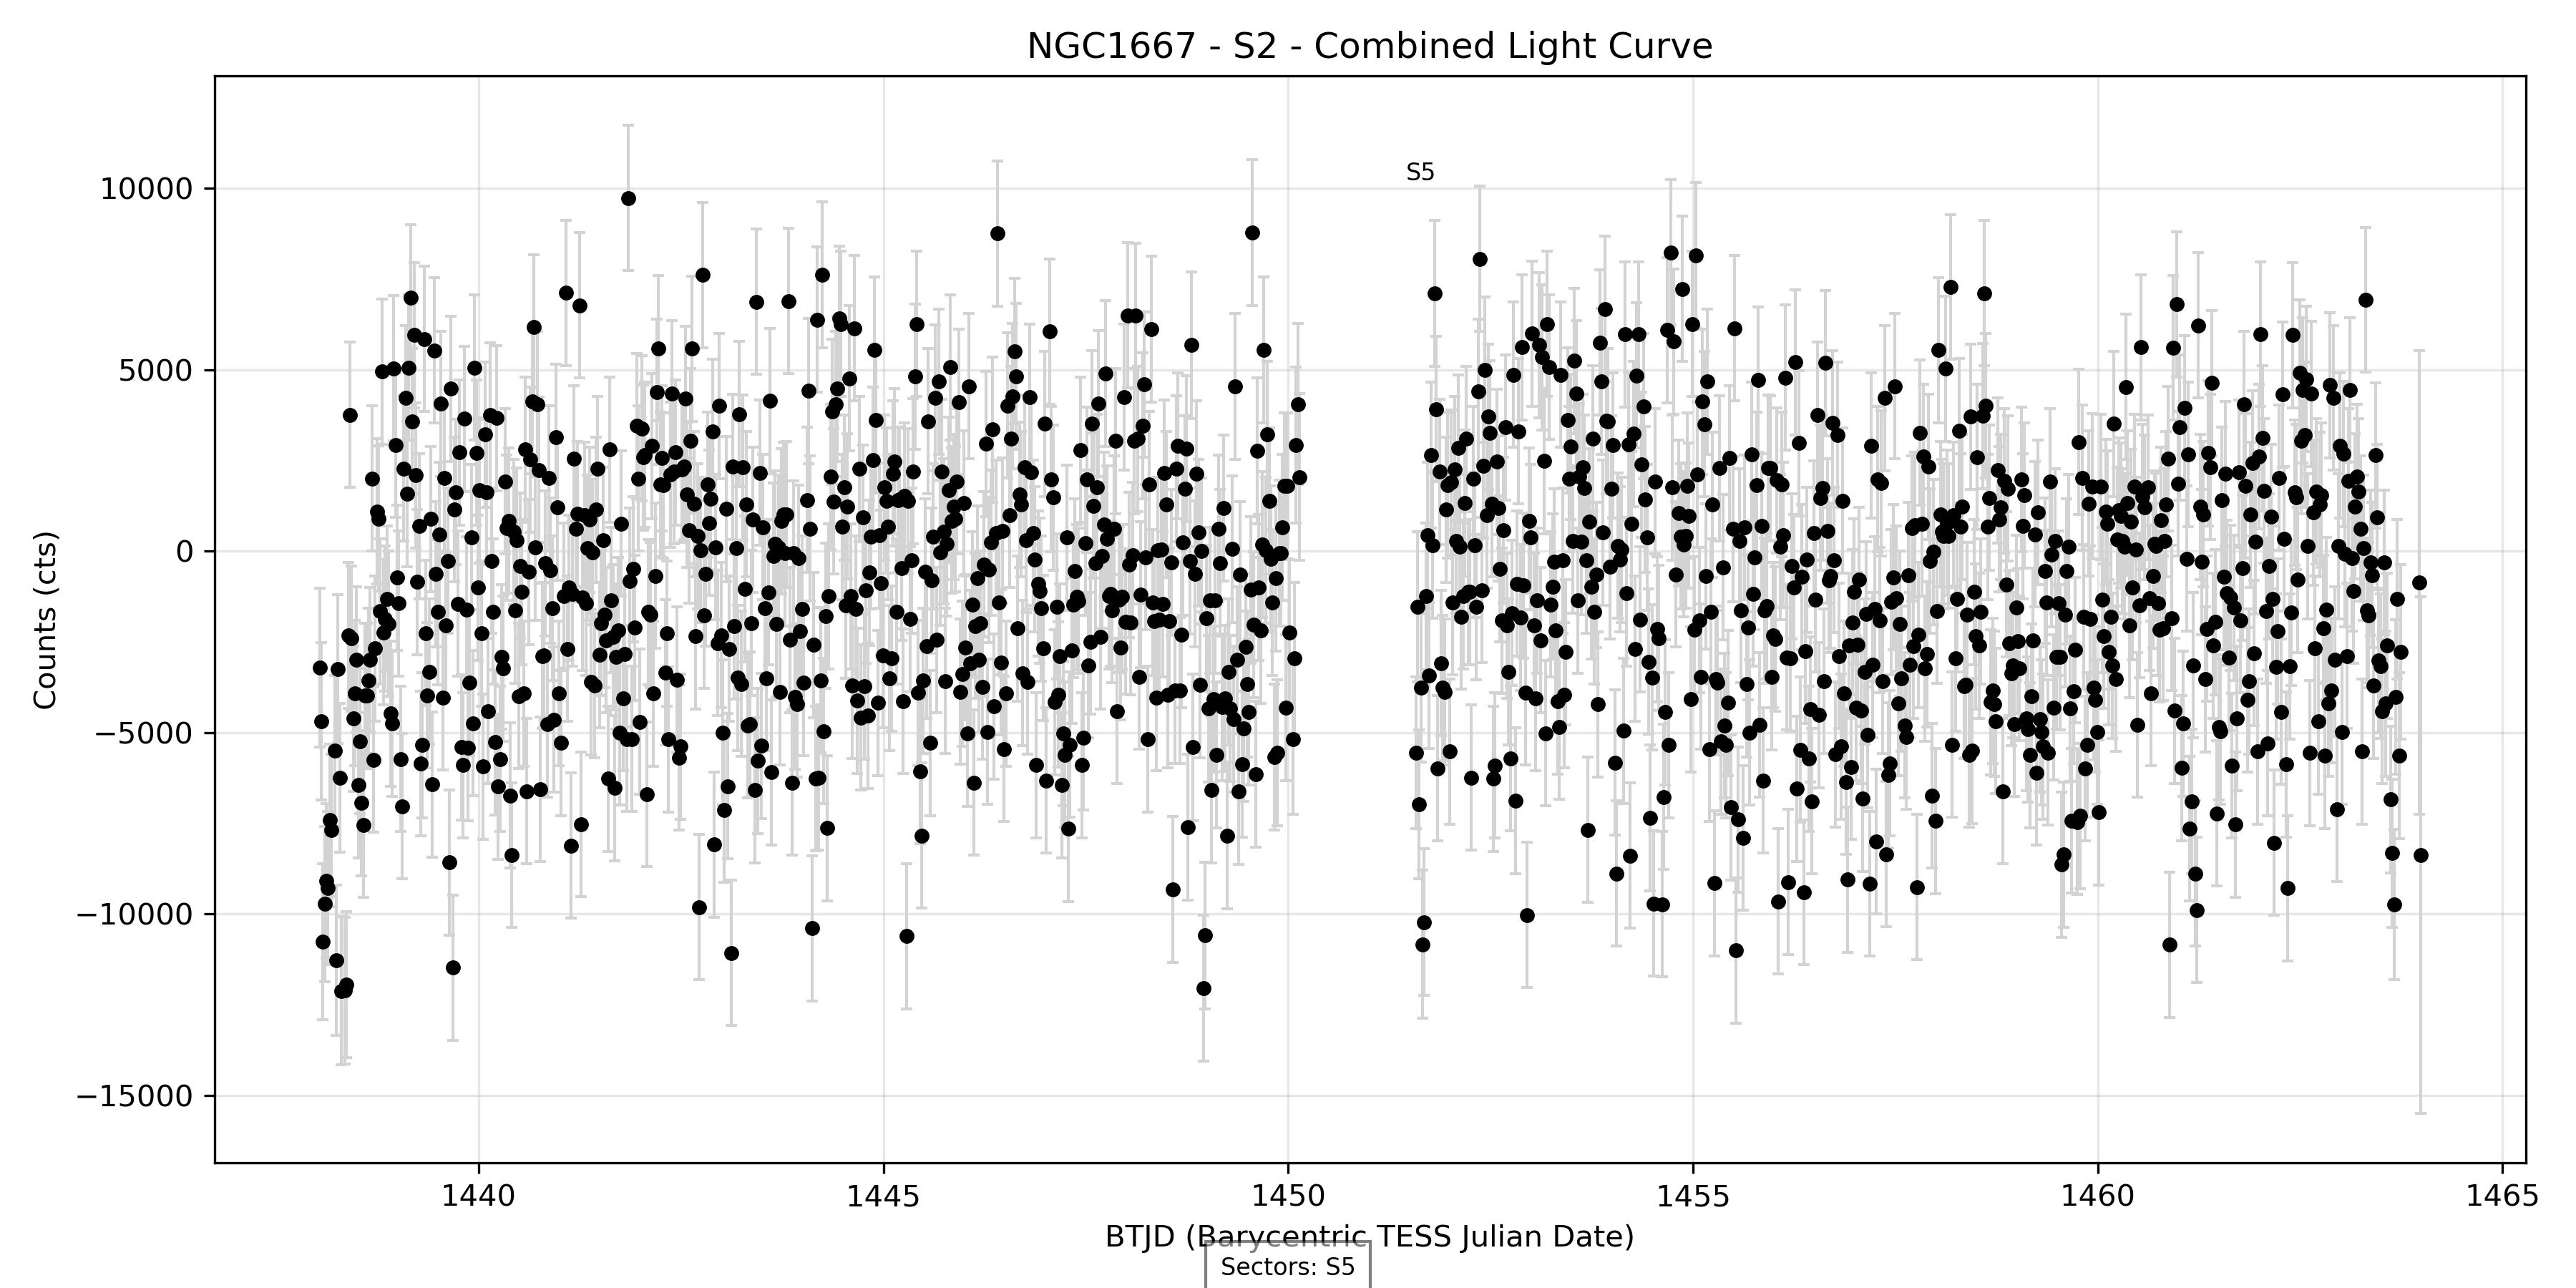 NGC1667 - S2 - Combined Light Curve
S5
10000
5000
0
−5000
−10000
−15000
Counts (cts)
1440 1445 1450 1455 1460 1465
BTJD (Barycentric TESS Julian Date)
Sectors: S5